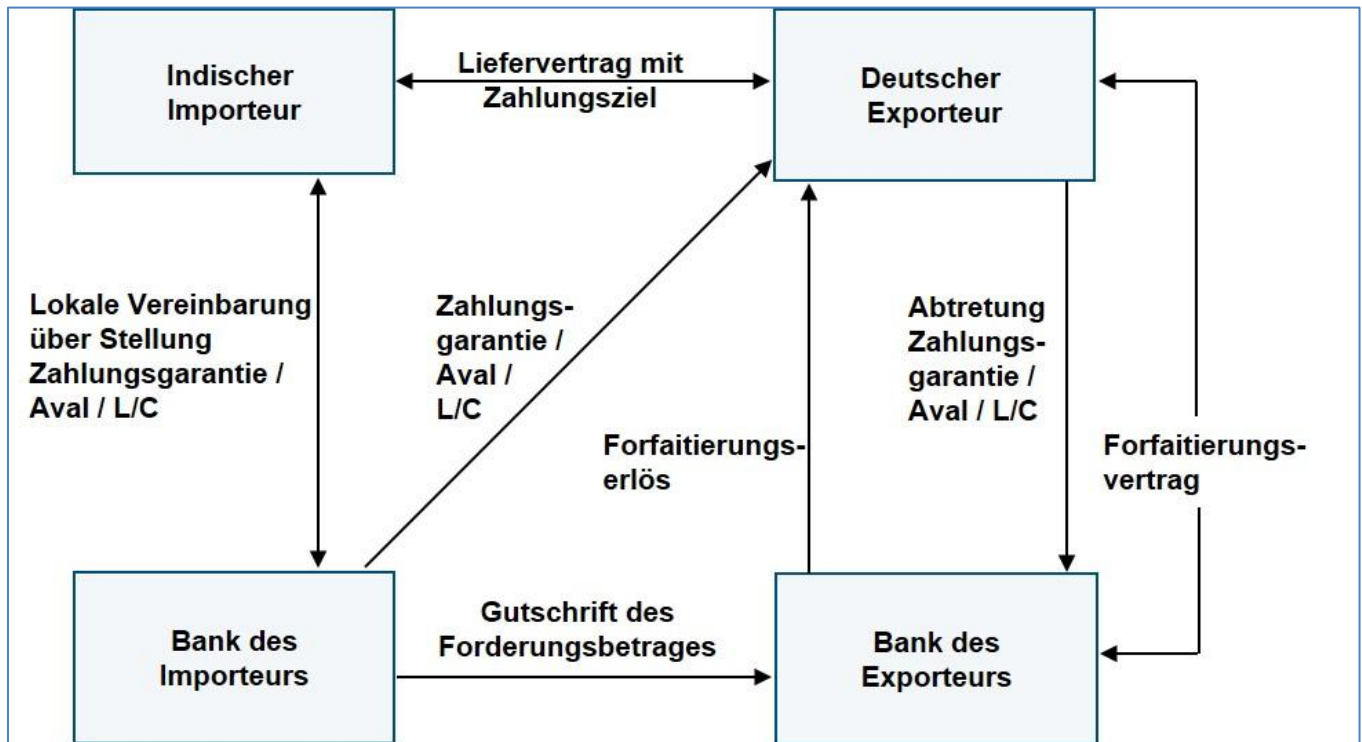 Indischer
Importeur
Liefervertrag mit
Zahlungsziel
Deutscher
Exporteur
Lokale Vereinbarung
über Stellung
Zahlungsgarantie /
Aval / L/C
Zahlungs-
garantie /
Aval /
L/C
Forfaitierungs-
erlös
Abtretung
Zahlungs-
garantie /
Aval / L/C
Forfaitierungs-
vertrag
Bank des
Importeurs
Gutschrift des
Forderungsbetrages
Bank des
Exporteurs